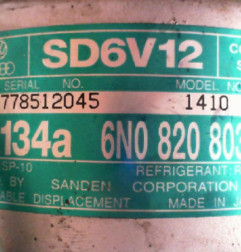 SD6V12
SERIAL NO. MODEL NO
778512045 1410
134a 6N0 820 803
SP-10 REFRIGERANT
BY SANDEN CORPORATION
ABLE DISPLACEMENT MADE IN